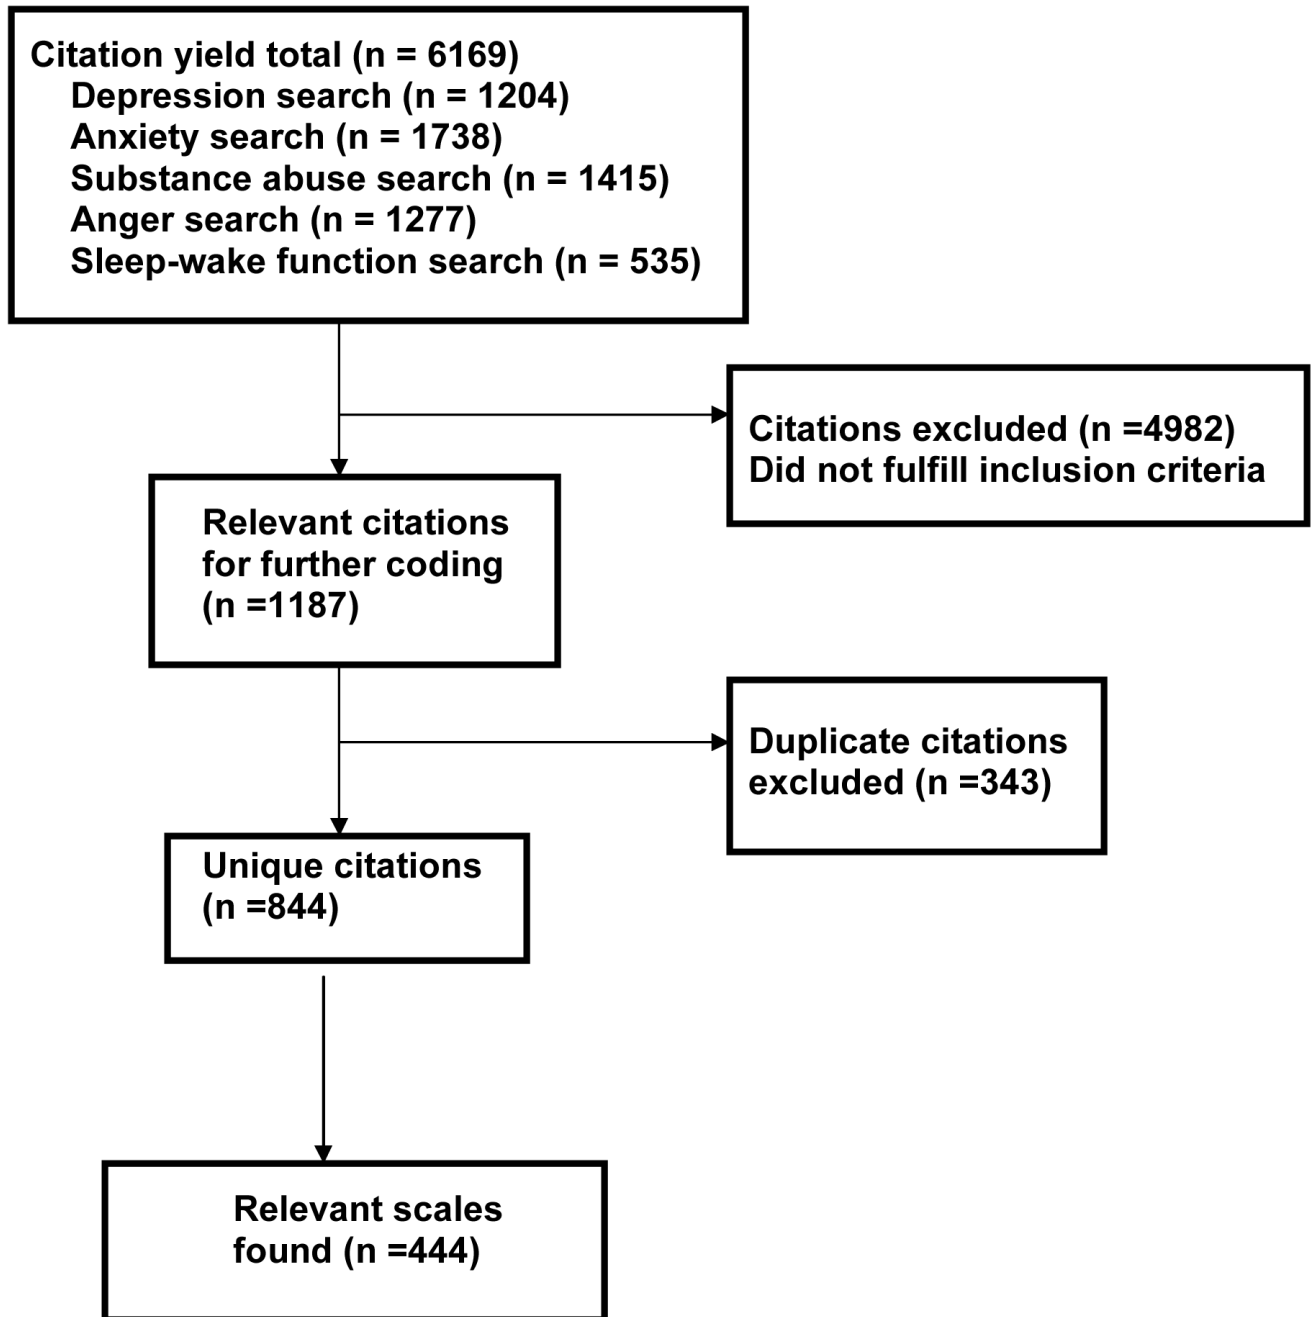 Citation yield total (n = 6169)
Depression search (n = 1204)
Anxiety search (n = 1738)
Substance abuse search (n = 1415)
Anger search (n = 1277)
Sleep-wake function search (n = 535)
Citations excluded (n =4982)
Did not fulfill inclusion criteria
Relevant citations
for further coding
(n =1187)
Duplicate citations
excluded (n =343)
Unique citations
(n =844)
Relevant scales
found (n =444)